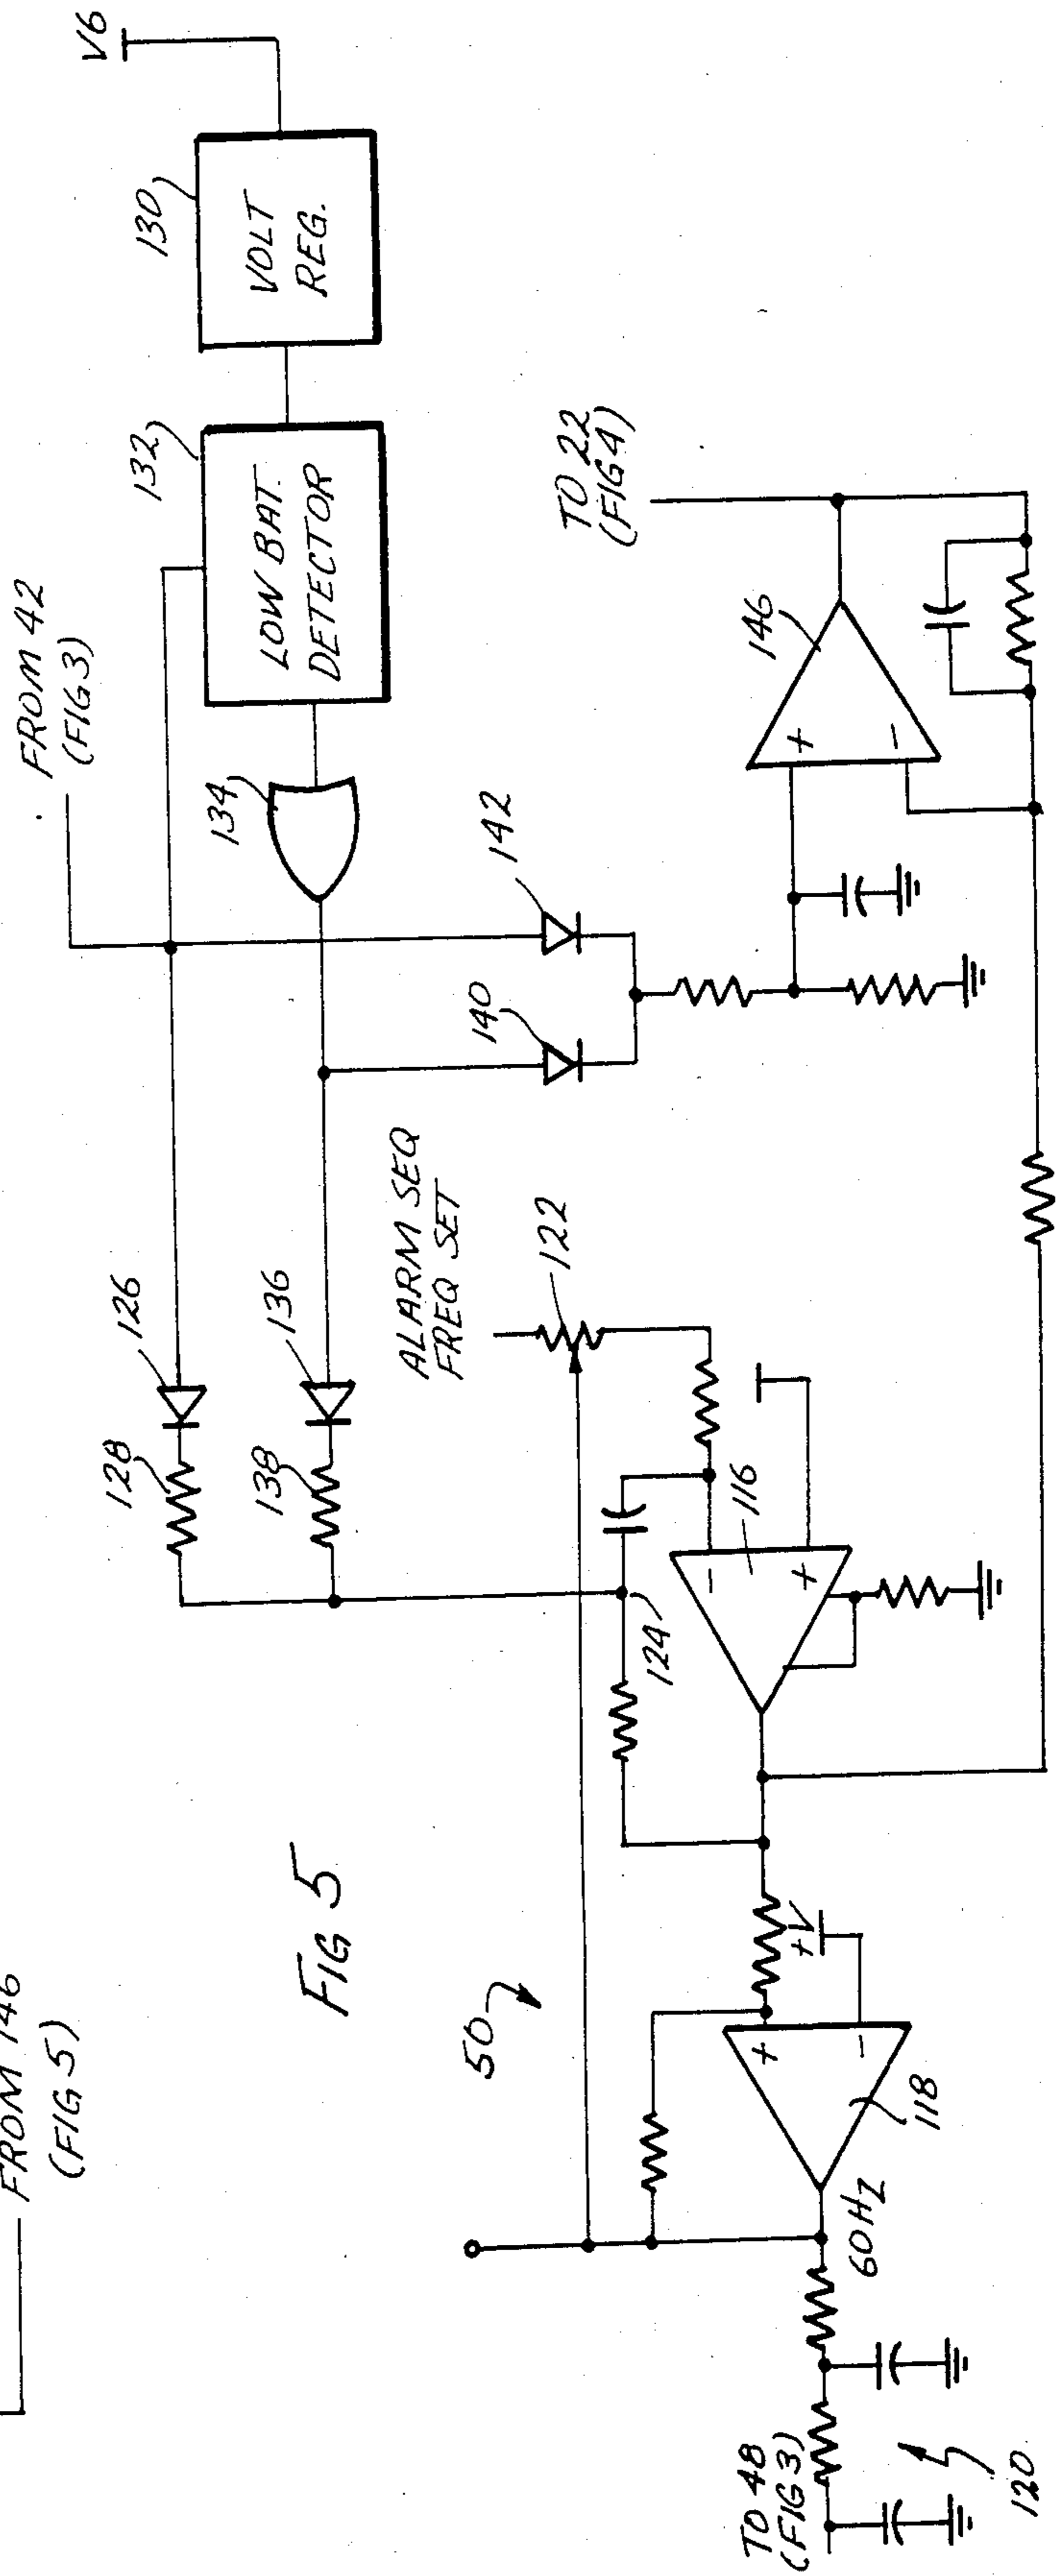 FROM 146
(FIG 5)
FIG 5
50
V6
130
VOLT
REG.
132
LOW BAT.
DETECTOR
FROM 42
(FIG 3)
134
126
128
136
138
142
140
ALARM SEQ
FREQ SET
122
TO 22
(FIG 4)
146
+
-
124
-
116
+
+V
+
-
118
60HZ
TO 48
(FIG 3)
120